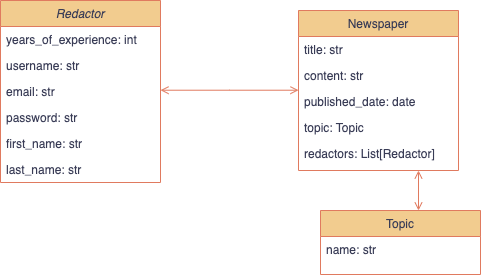 Redactor
years_of_experience: int
username: str
email: str
password: str
first_name: str
last_name: str
Newspaper
title: str
content: str
published_date: date
topic: Topic
redactors: List[Redactor]
Topic
name: str